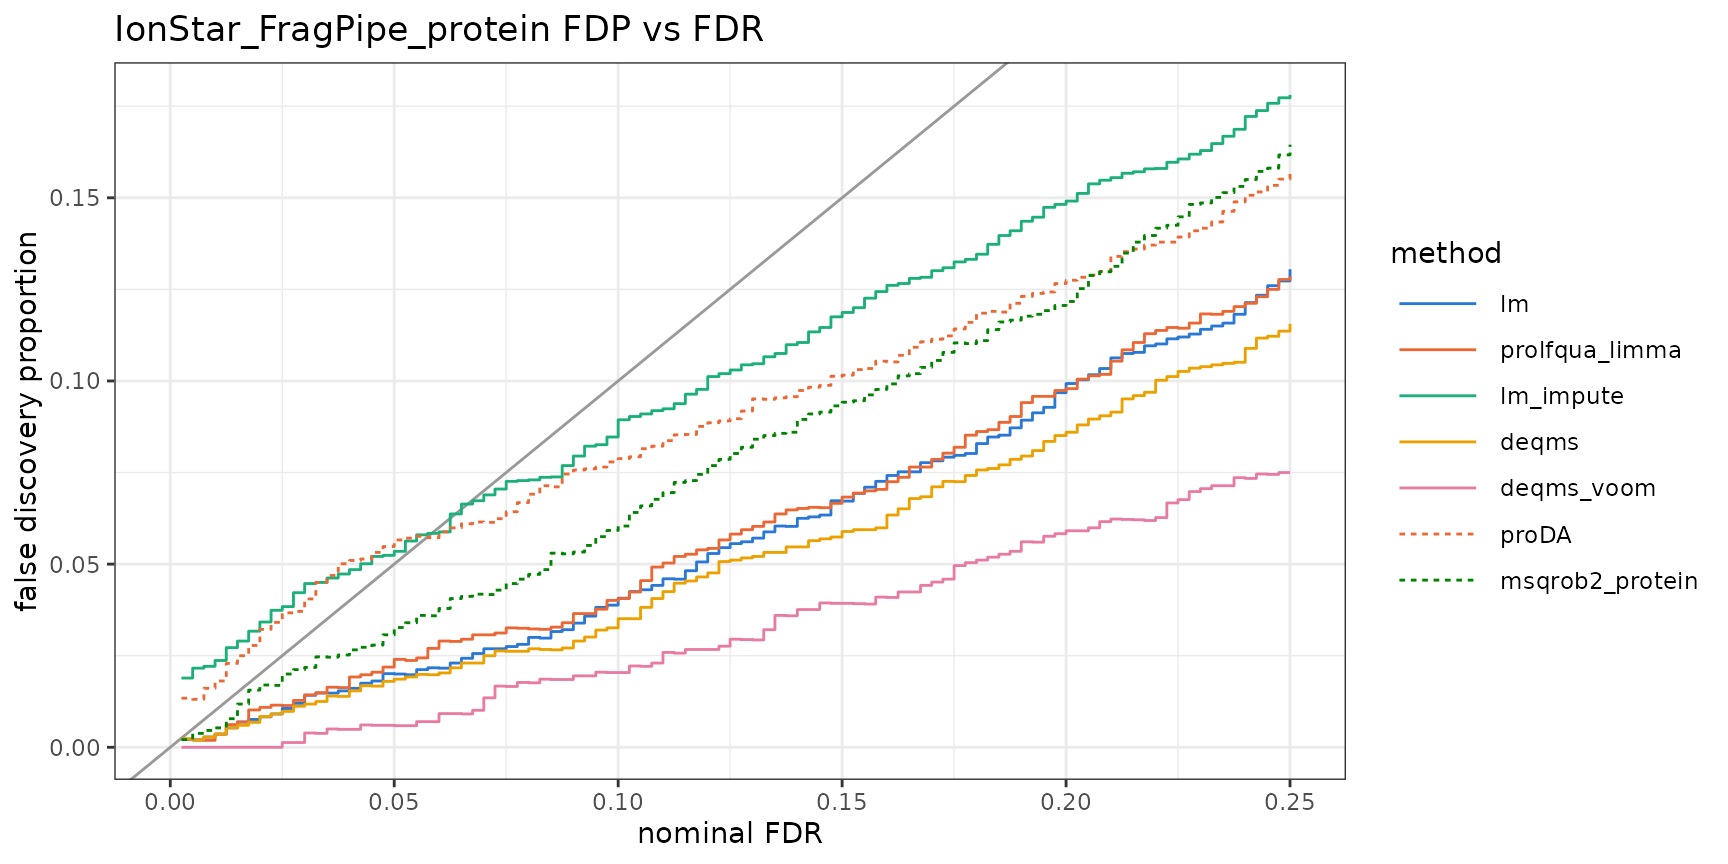 IonStar_FragPipe_protein FDP vs FDR
false discovery proportion
0.15
0.10
0.05
0.00
0.00 0.05 0.10 0.15 0.20 0.25
nominal FDR
method
lm
prolfqua_limma
lm_impute
deqms
deqms_voom
proDA
msqrob2_protein